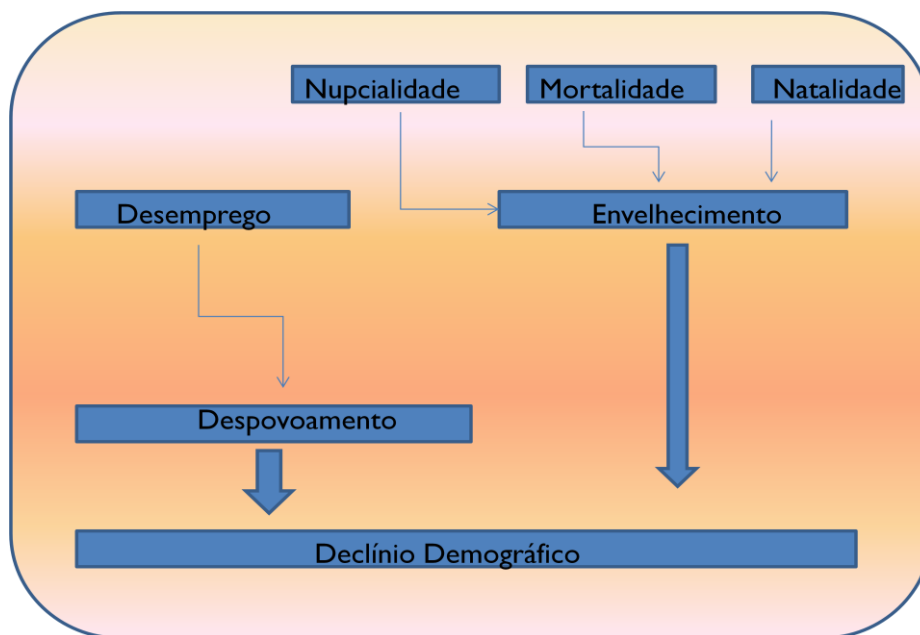 Nupcialidade
Mortalidade
Natalidade
Desemprego
Envelhecimento
Despovoamento
Declínio Demográfico